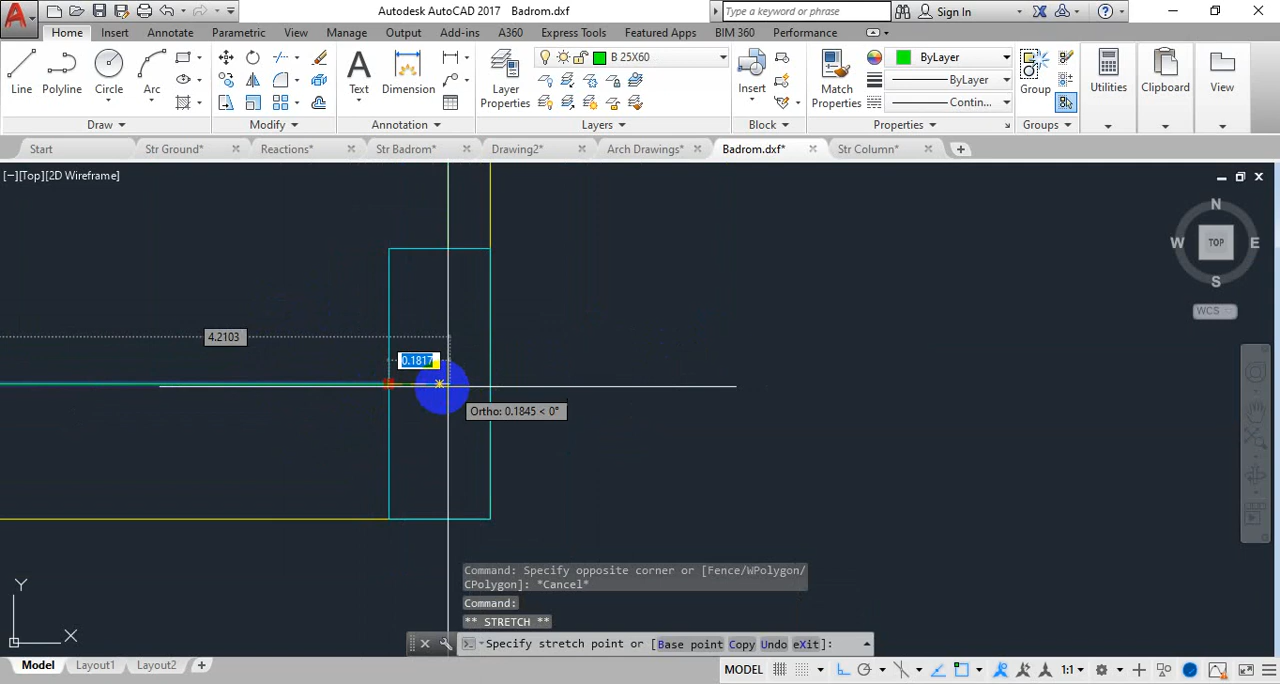 Autodesk AutoCAD 2017 Badrom.dxf
Type a keyword or phrase
Sign In
Home Insert Annotate Parametric View Manage Output Add-ins A360 Express Tools Featured Apps BIM 360 Performance
Line Polyline Circle Arc
Text Dimension
Layer
Properties
B 25X60
Insert
Match
Properties
ByLayer
ByLayer
Contin...
Group
Utilities
Clipboard
View
Draw Modify Annotation Layers Block Properties Groups
Start Str Ground* Reactions* Str Badrom* Drawing2* Arch Drawings* Badrom.dxf* Str Column*
[−][Top][2D Wireframe]
N
W TOP E
S
WCS
4.2103
0.1817
Ortho: 0.1845 < 0°
Command: Specify opposite corner or [Fence/WPolygon/
CPolygon]: *Cancel*
Command:
** STRETCH **
Specify stretch point or [Base point Copy Undo eXit]:
Y
X
Model Layout1 Layout2
MODEL 1:1